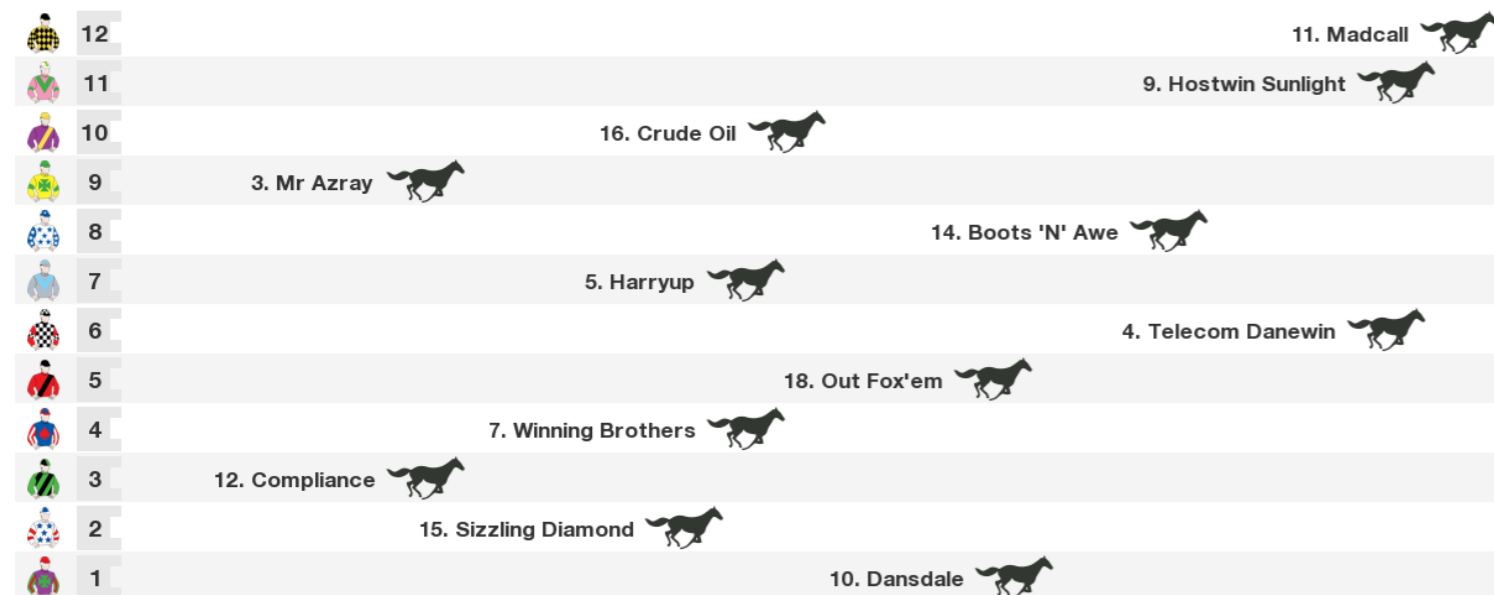 12 11. Madcall
11 9. Hostwin Sunlight
10 16. Crude Oil
9 3. Mr Azray
8 14. Boots 'N' Awe
7 5. Harryup
6 4. Telecom Danewin
5 18. Out Fox'em
4 7. Winning Brothers
3 12. Compliance
2 15. Sizzling Diamond
1 10. Dansdale